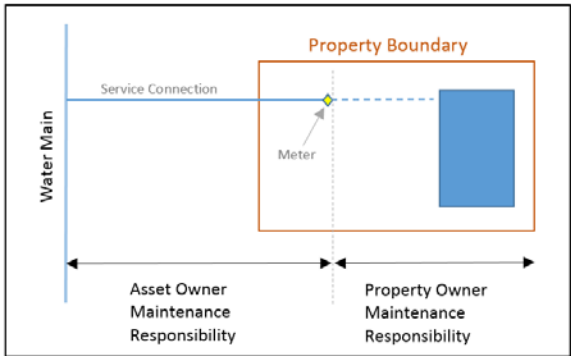 Property Boundary
Service Connection
Meter
Water Main
Asset Owner
Maintenance
Responsibility
Property Owner
Maintenance
Responsibility